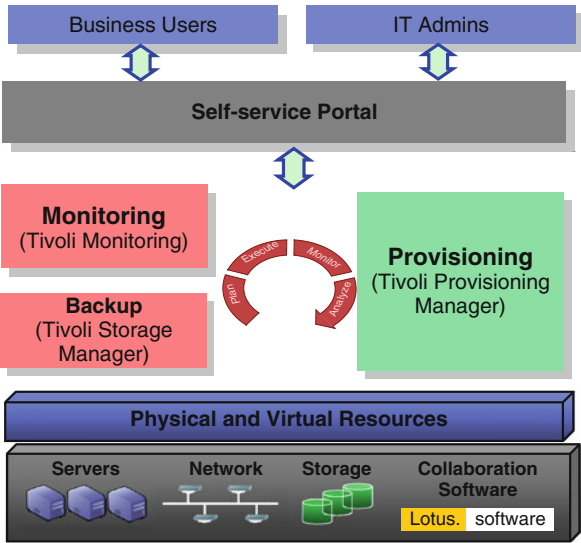 Business Users
IT Admins
Self-service Portal
Monitoring
(Tivoli Monitoring)
Backup
(Tivoli Storage
Manager)
Plan
Execute
Monitor
Analyze
Provisioning
(Tivoli Provisioning
Manager)
Physical and Virtual Resources
Servers
Network
Storage
Collaboration
Software
Lotus. software